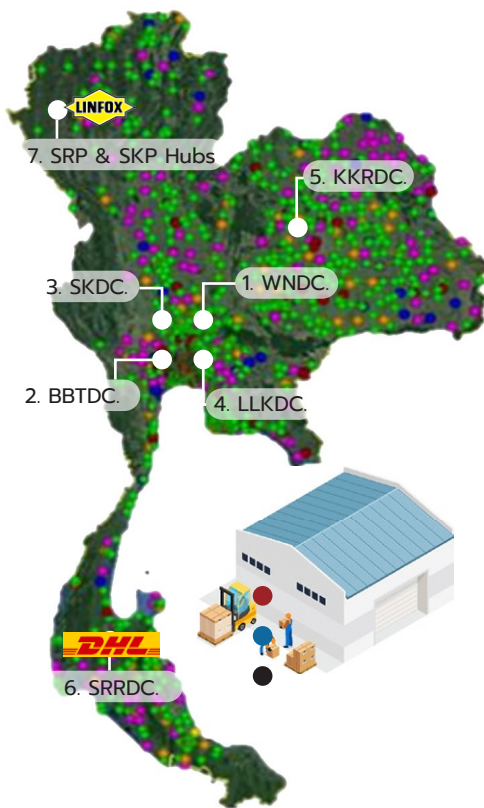 LINFOX
7. SRP & SKP Hubs
5. KKRDC.
3. SKDC.
1. WNDC.
2. BBTDC.
4. LLKDC.
DHL
6. SRRDC.